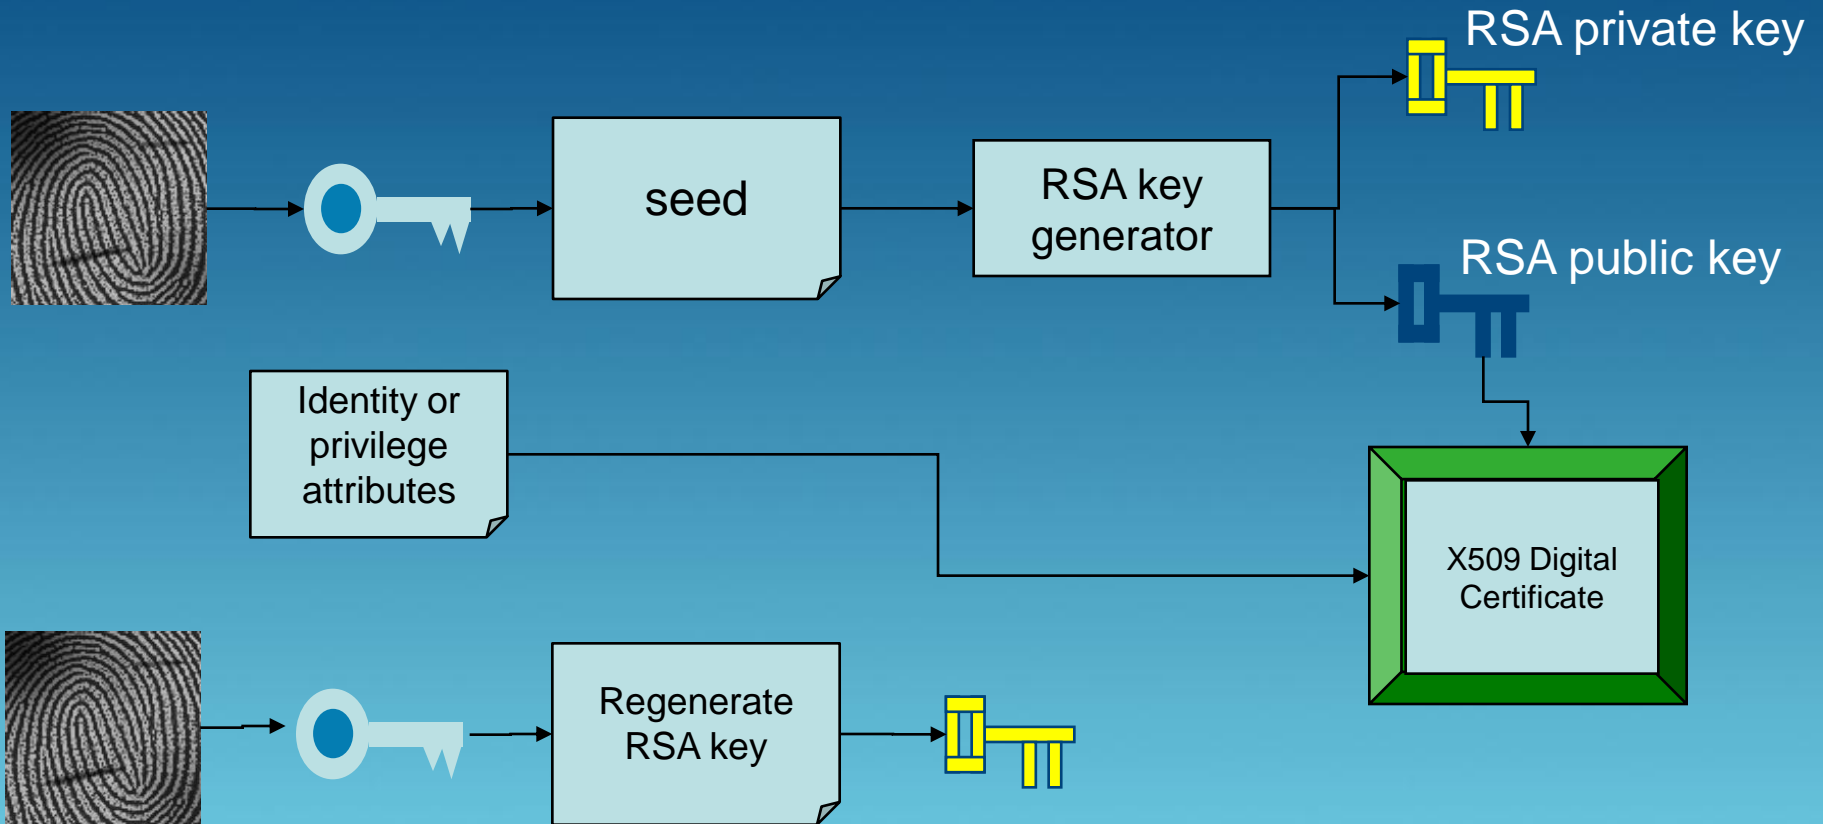 RSA private key
seed
RSA key
generator
RSA public key
Identity or
privilege
attributes
X509 Digital
Certificate
Regenerate
RSA key